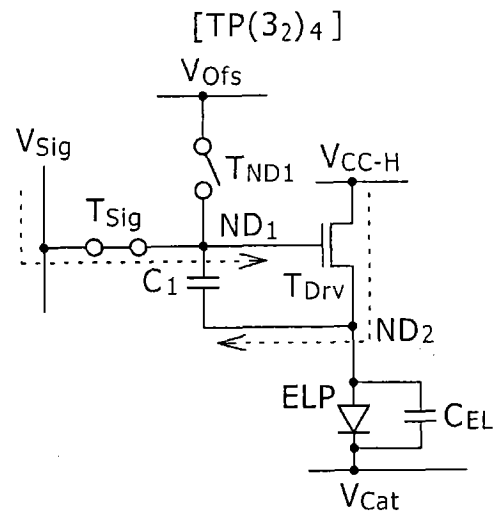 [TP(3₂)₄]
V_Ofs
V_Sig
T_ND1
V_CC-H
T_Sig
ND₁
C₁
T_Drv
ND₂
ELP
C_EL
V_Cat